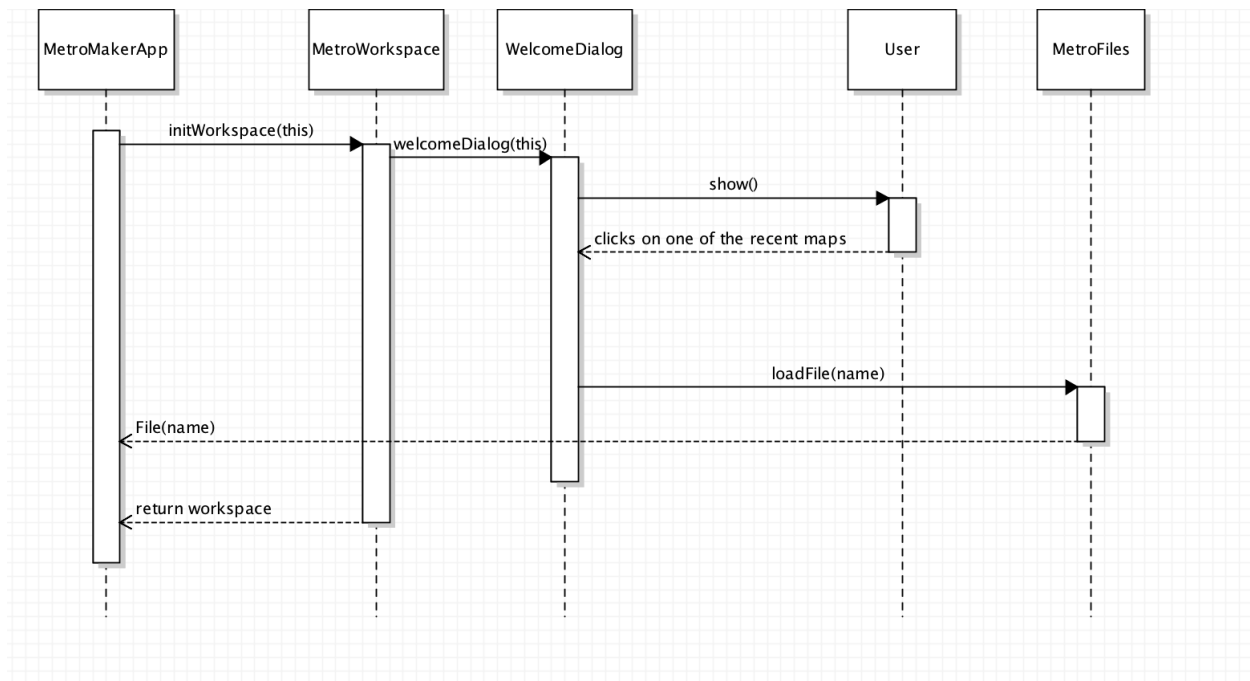 MetroMakerApp
MetroWorkspace
WelcomeDialog
User
MetroFiles
initWorkspace(this)
welcomeDialog(this)
show()
clicks on one of the recent maps
loadFile(name)
File(name)
return workspace